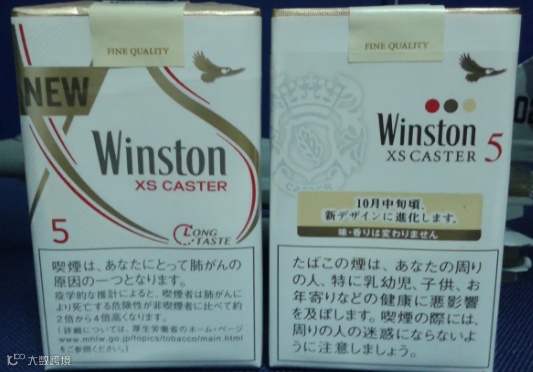 FINE QUALITY
NEW
Winston
XS CASTER
5
LONG
TASTE
喫煙は、あなたにとって肺がんの
原因の一つとなります。
疫学的な推計によると、喫煙者は肺がんに
より死亡する危険性が非喫煙者に比べて約
2倍から4倍高くなります。
(詳細については、厚生労働省のホーム・ページ
www.mhlw.go.jp/topics/tobacco/main.html
をご参照ください。)
FINE QUALITY
Winston
XS CASTER 5
CASTER
10月中旬頃、
新デザインに進化します。
味・香りは変わりません
たばこの煙は、あなたの周り
の人、特に乳幼児、子供、お
年寄りなどの健康に悪影響
を及ぼします。喫煙の際には、
周りの人の迷惑にならないよ
うに注意しましょう。
大数跨境